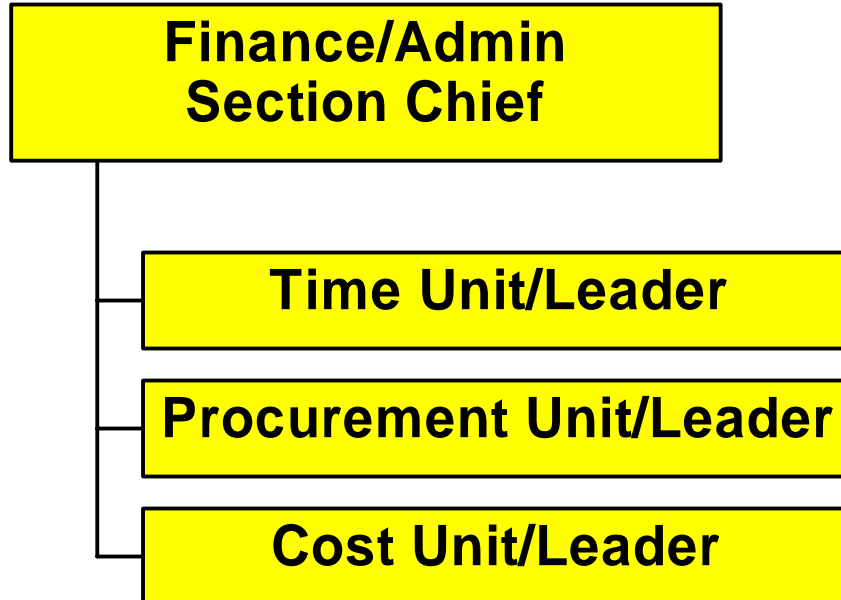 Finance/Admin
Section Chief
Time Unit/Leader
Procurement Unit/Leader
Cost Unit/Leader